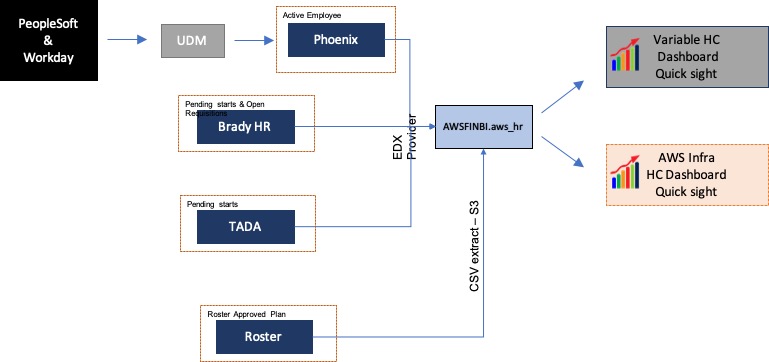 PeopleSoft
&
Workday
UDM
Active Employee
Phoenix
Pending starts & Open
Requisitions
Brady HR
Pending starts
TADA
Roster Approved Plan
Roster
EDX
Provider
CSV extract – S3
AWSFINBI.aws_hr
Variable HC
Dashboard
Quick sight
AWS Infra
HC Dashboard
Quick sight